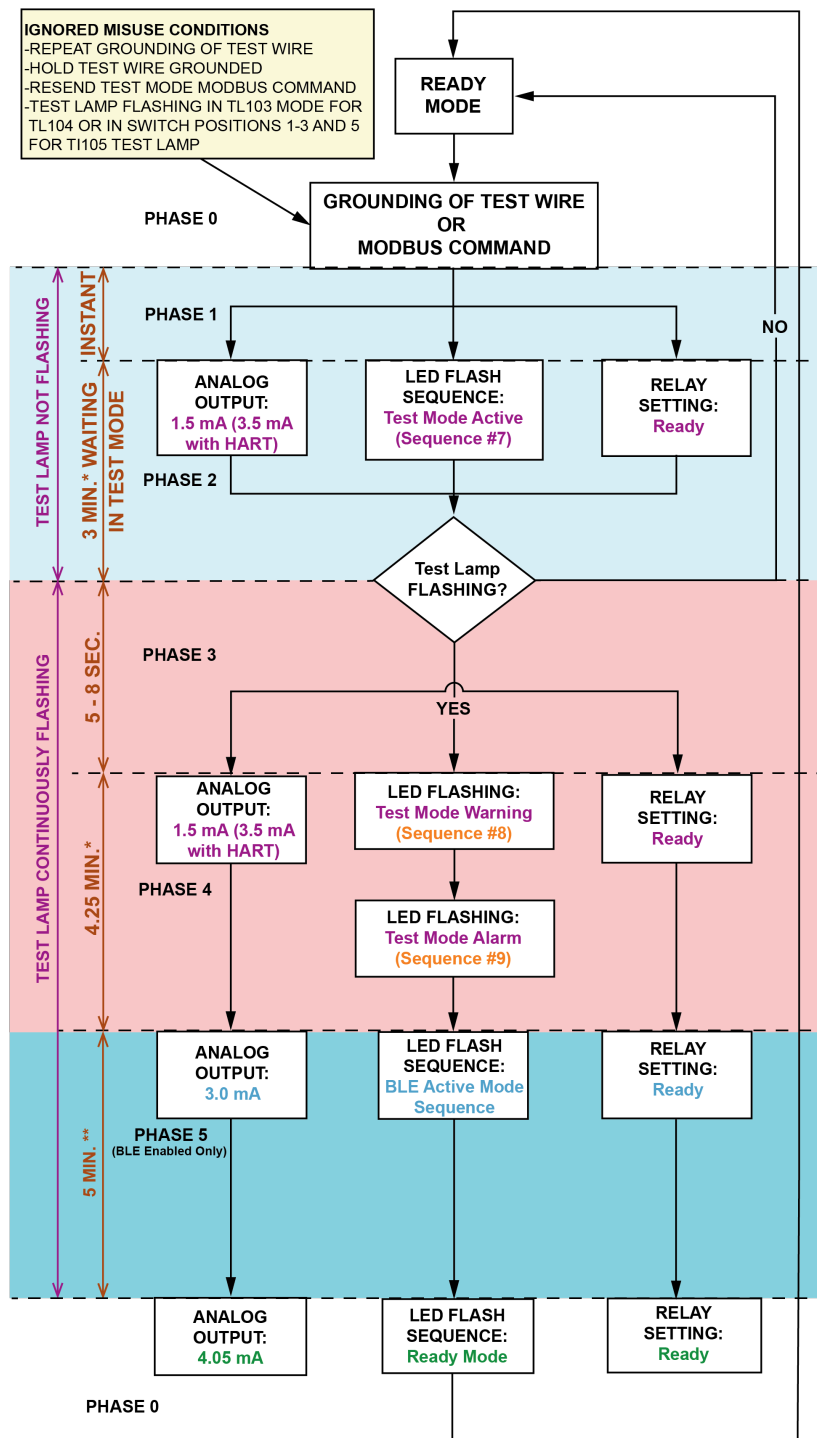 IGNORED MISUSE CONDITIONS
-REPEAT GROUNDING OF TEST WIRE
-HOLD TEST WIRE GROUNDED
-RESEND TEST MODE MODBUS COMMAND
-TEST LAMP FLASHING IN TL103 MODE FOR
TL104 OR IN SWITCH POSITIONS 1-3 AND 5
FOR TI105 TEST LAMP
READY
MODE
PHASE 0
GROUNDING OF TEST WIRE
OR
MODBUS COMMAND
TEST LAMP NOT FLASHING
INSTANT
PHASE 1
NO
3 MIN.* WAITING
IN TEST MODE
ANALOG
OUTPUT:
1.5 mA (3.5 mA
with HART)
LED FLASH
SEQUENCE:
Test Mode Active
(Sequence #7)
RELAY
SETTING:
Ready
PHASE 2
Test Lamp
FLASHING?
TEST LAMP CONTINUOUSLY FLASHING
5 - 8 SEC.
PHASE 3
YES
4.25 MIN.*
ANALOG
OUTPUT:
1.5 mA (3.5 mA
with HART)
LED FLASHING:
Test Mode Warning
(Sequence #8)
RELAY
SETTING:
Ready
PHASE 4
LED FLASHING:
Test Mode Alarm
(Sequence #9)
5 MIN. **
ANALOG
OUTPUT:
3.0 mA
LED FLASH
SEQUENCE:
BLE Active Mode
Sequence
RELAY
SETTING:
Ready
PHASE 5
(BLE Enabled Only)
ANALOG
OUTPUT:
4.05 mA
LED FLASH
SEQUENCE:
Ready Mode
RELAY
SETTING:
Ready
PHASE 0